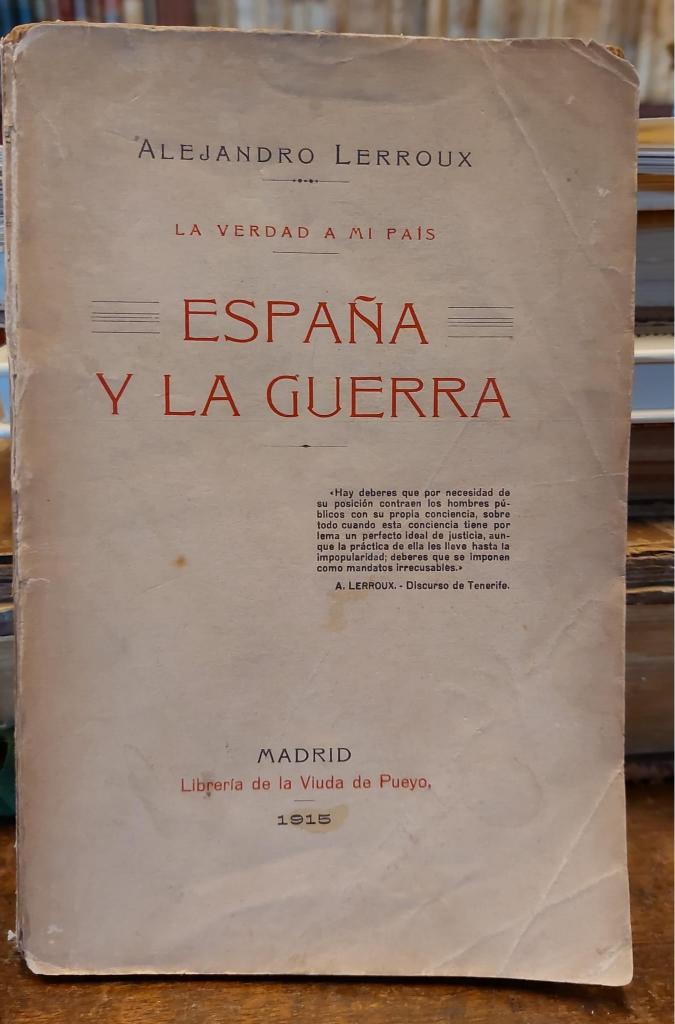 ALEJANDRO LERROUX
LA VERDAD A MI PAÍS
ESPAÑA
Y LA GUERRA
«Hay deberes que por necesidad de
su posición contraen los hombres pú-
blicos con su propia conciencia, sobre
todo cuando esta conciencia tiene por
lema un perfecto ideal de justicia, aun-
que la práctica de ella les lleve hasta la
impopularidad; deberes que se imponen
como mandatos irrecusables.»
A. LERROUX. - Discurso de Tenerife.
MADRID
Librería de la Viuda de Pueyo,
1915